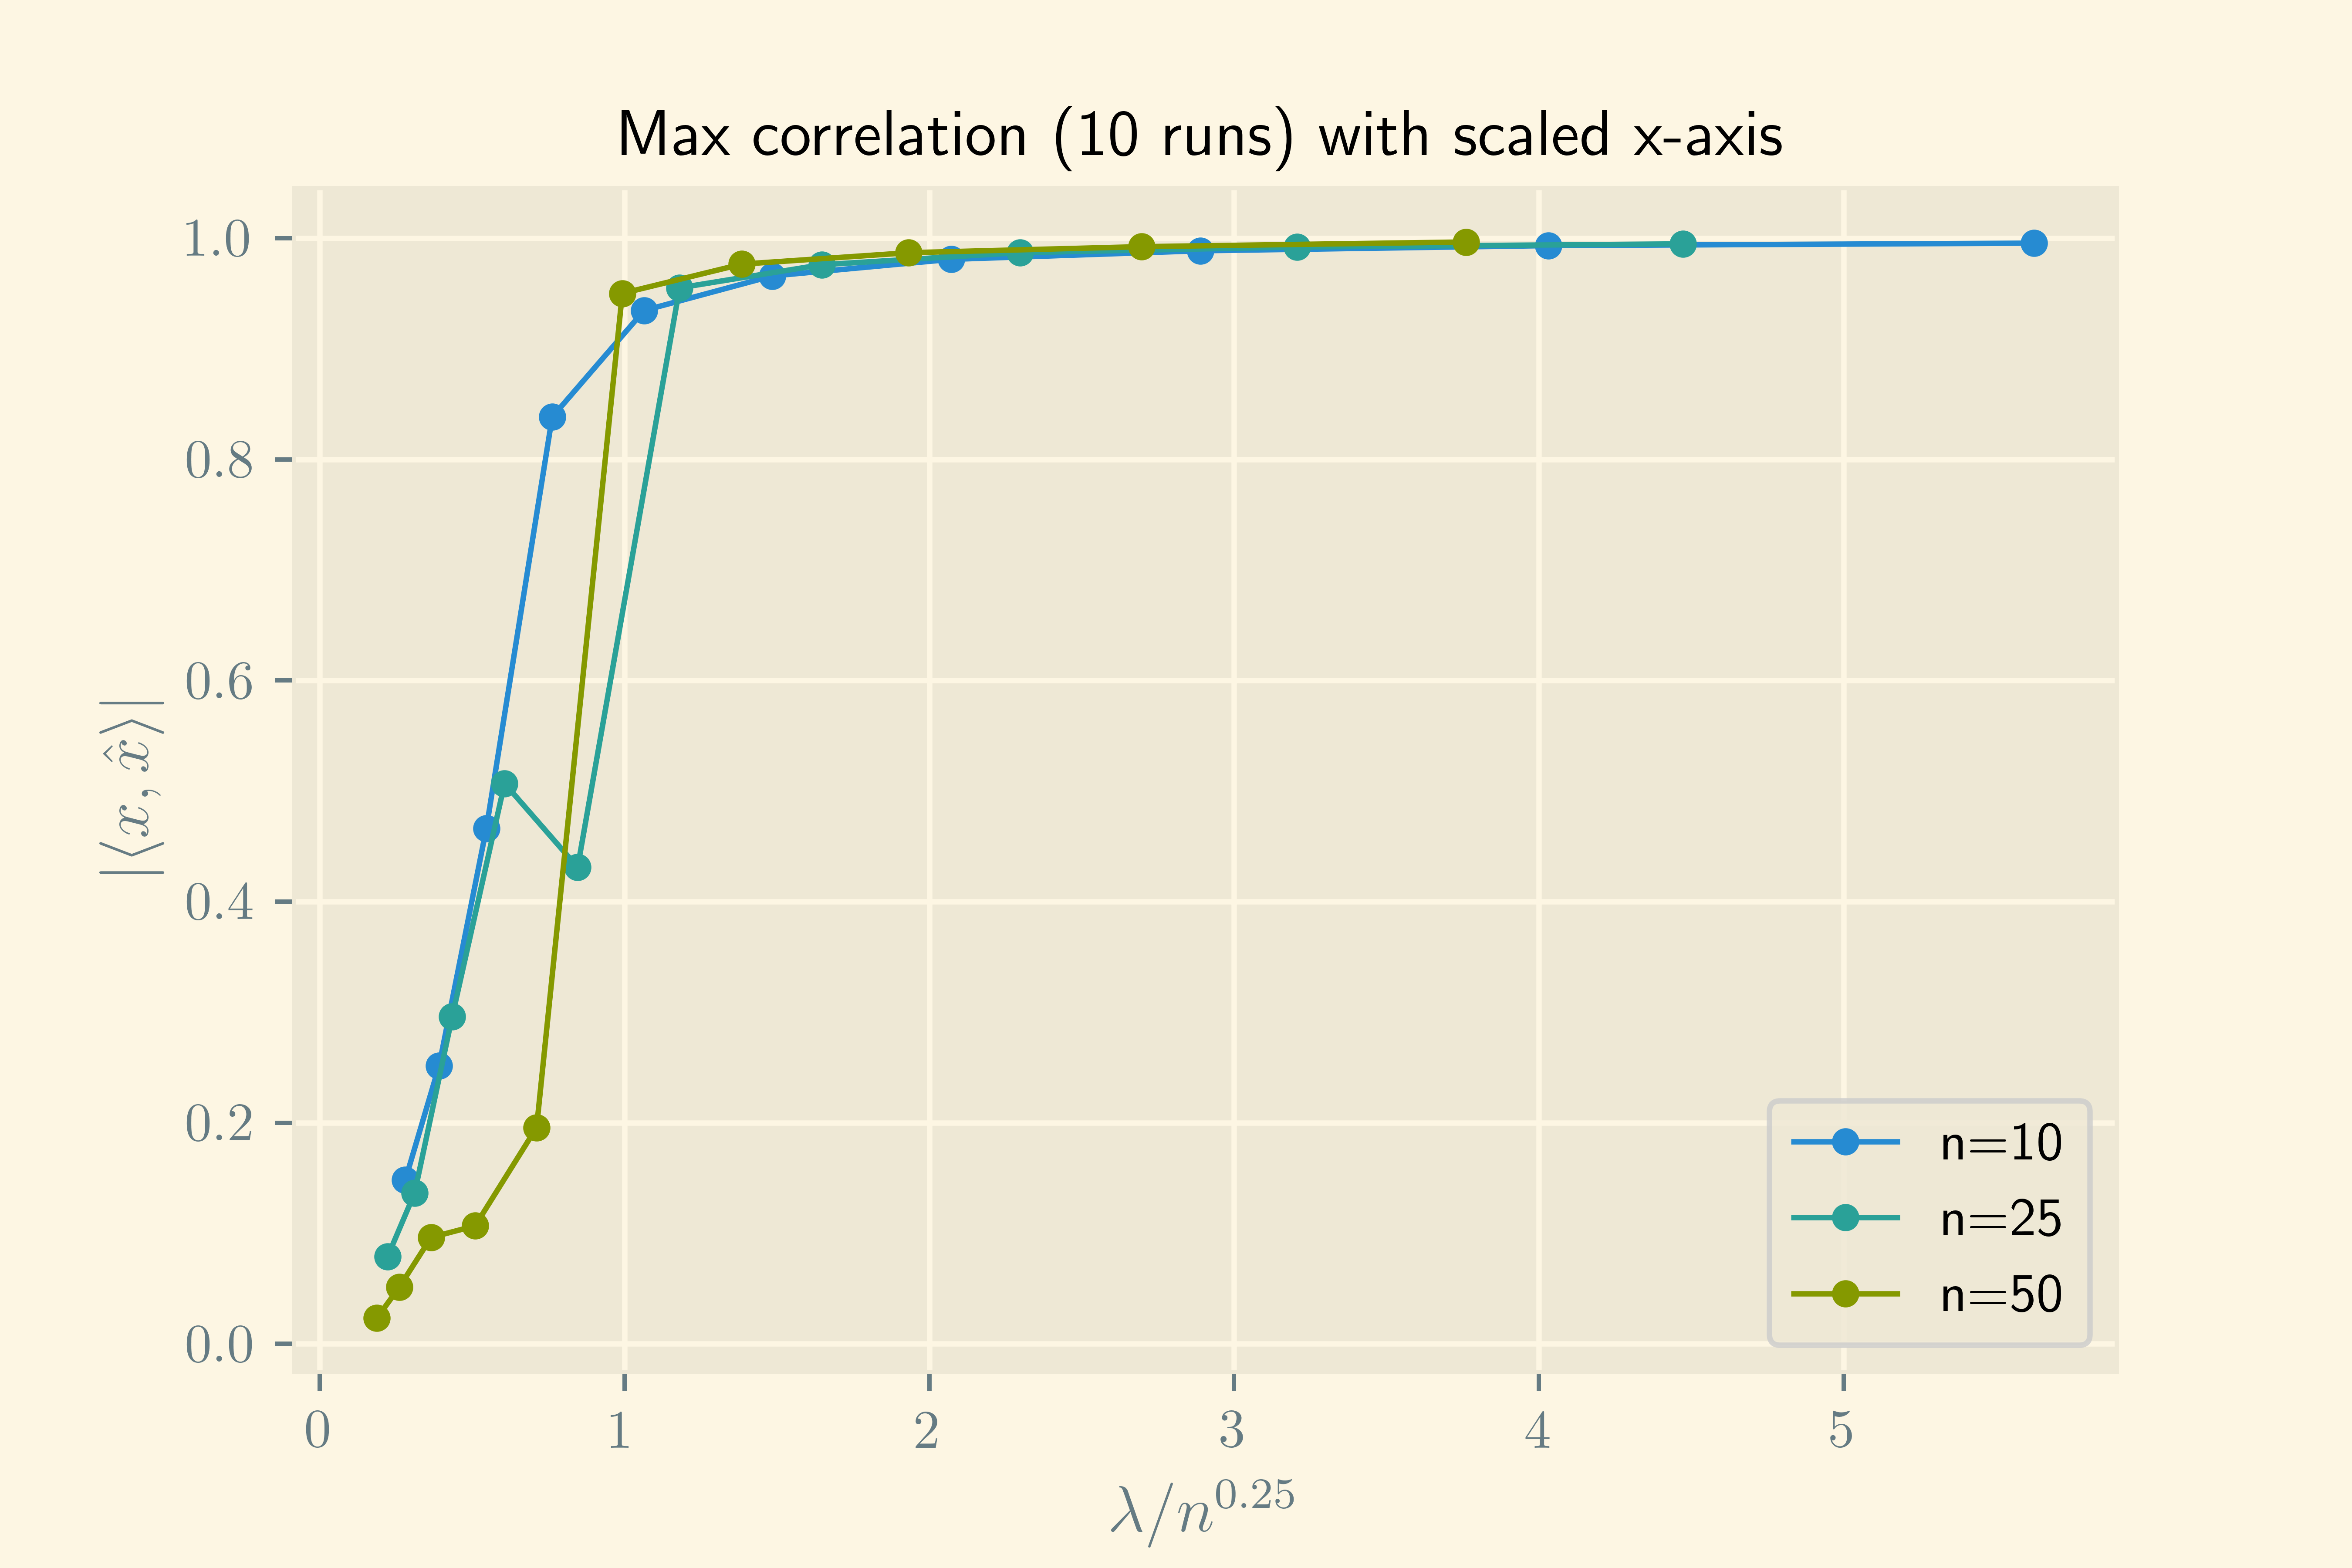 Max correlation (10 runs) with scaled x-axis
1.0
0.8
0.6
0.4
0.2
0.0
|⟨x, x̂⟩|
0 1 2 3 4 5
λ/n^0.25
n=10
n=25
n=50